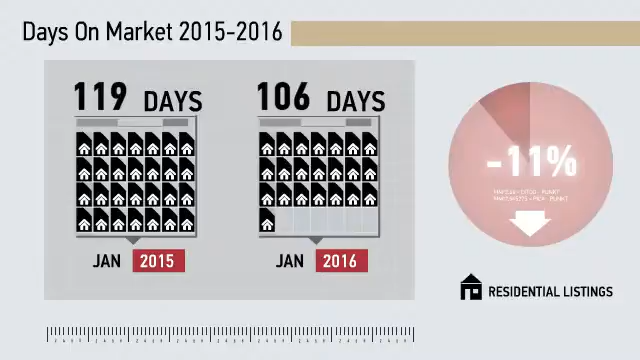 Days On Market 2015-2016
119 DAYS
106 DAYS
JAN 2015
JAN 2016
-11%
RESIDENTIAL LISTINGS